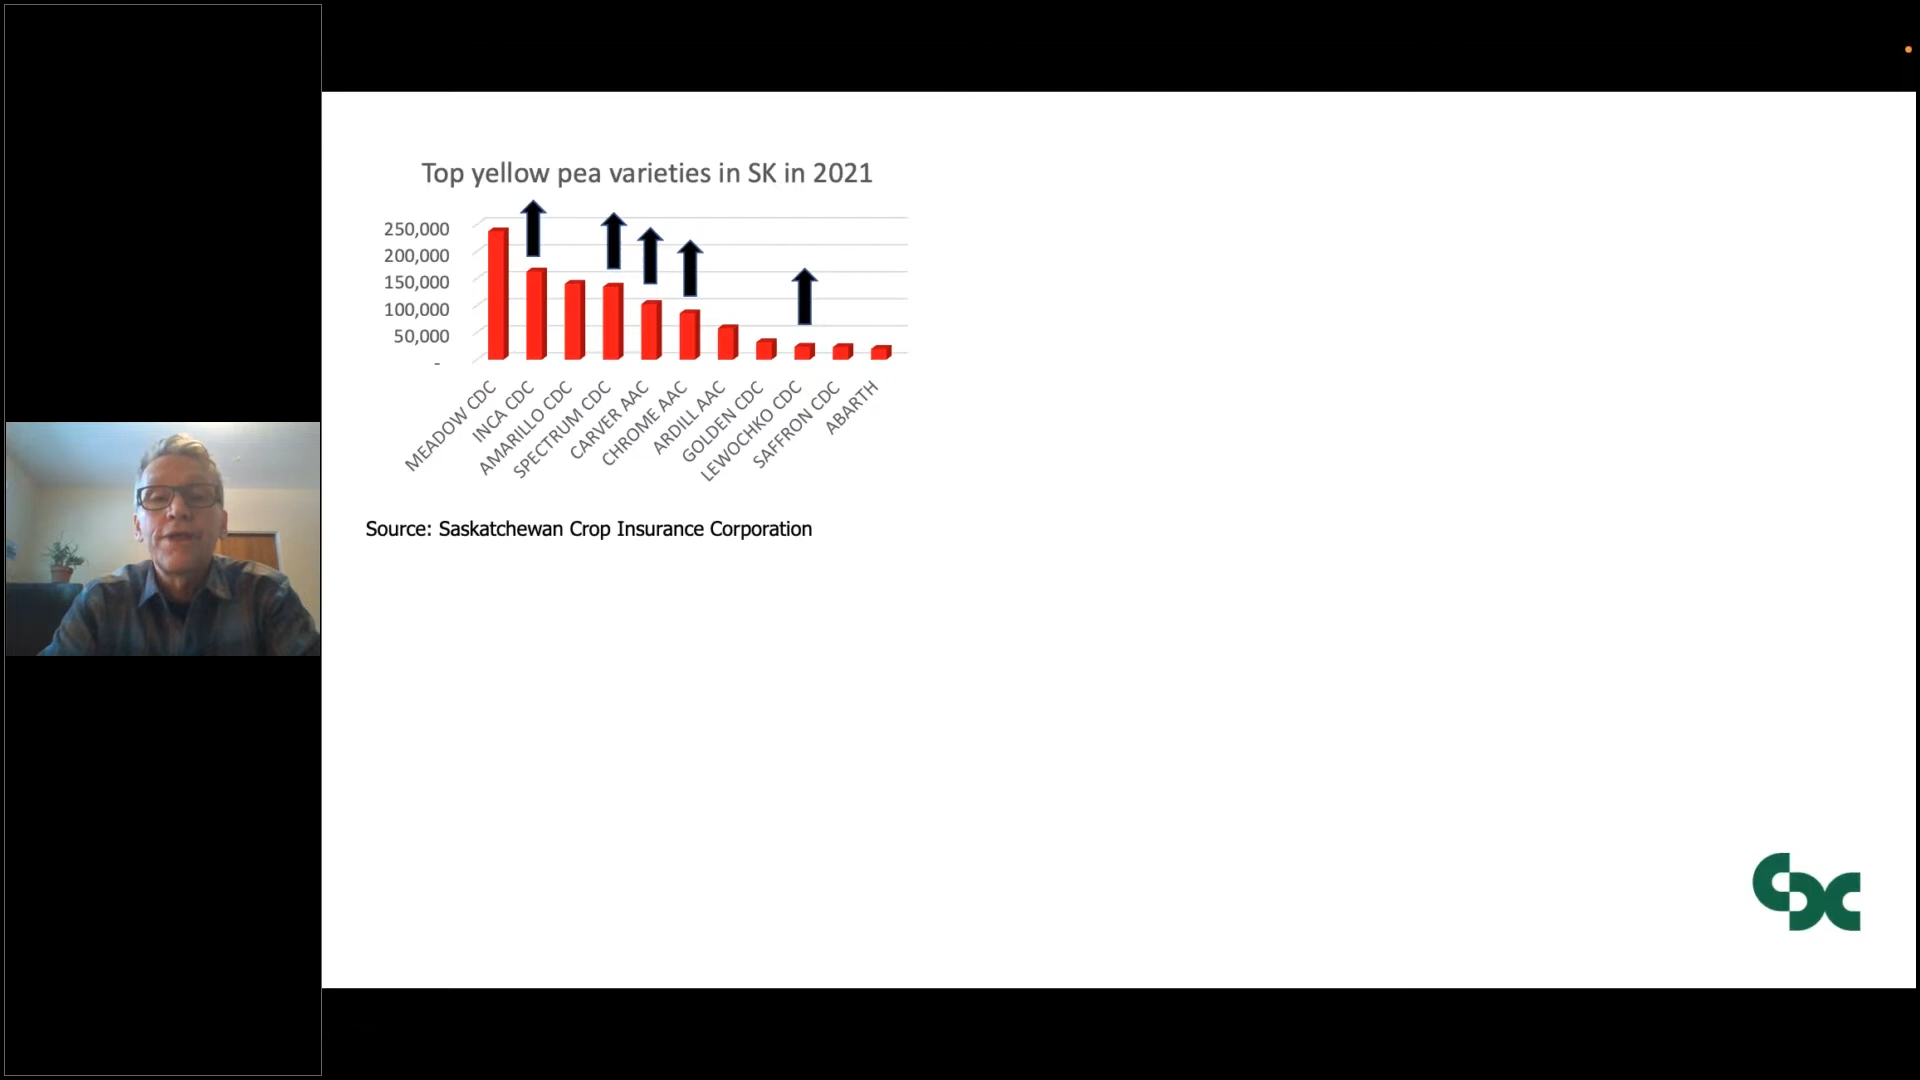 Top yellow pea varieties in SK in 2021
250,000
200,000
150,000
100,000
50,000
-
MEADOW CDC
INCA CDC
AMARILLO CDC
SPECTRUM CDC
CARVER AAC
CHROME AAC
ARDILL AAC
GOLDEN CDC
LEWOCHKO CDC
SAFFRON CDC
ABARTH
Source: Saskatchewan Crop Insurance Corporation
CDC